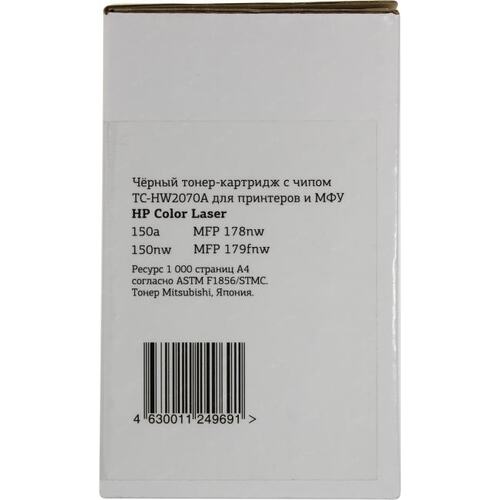 Чёрный тонер-картридж с чипом
TC-HW2070A для принтеров и МФУ
HP Color Laser
150a MFP 178nw
150nw MFP 179fnw
Ресурс 1 000 страниц А4
согласно ASTM F1856/STMC.
Тонер Mitsubishi, Япония.
4 630011 249691 >